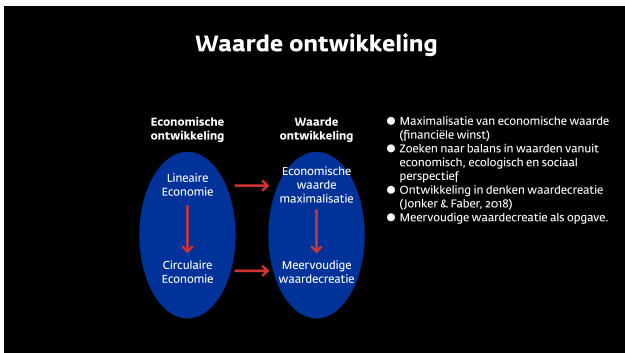 Waarde ontwikkeling
Economische
ontwikkeling
Lineaire
Economie
Circulaire
Economie
Waarde
ontwikkeling
Economische
waarde
maximalisatie
Meervoudige
waardecreatie
Maximalisatie van economische waarde
(financiële winst)
Zoeken naar balans in waarden vanuit
economisch, ecologisch en sociaal
perspectief
Ontwikkeling in denken waardecreatie
(Jonker & Faber, 2018)
Meervoudige waardecreatie als opgave.